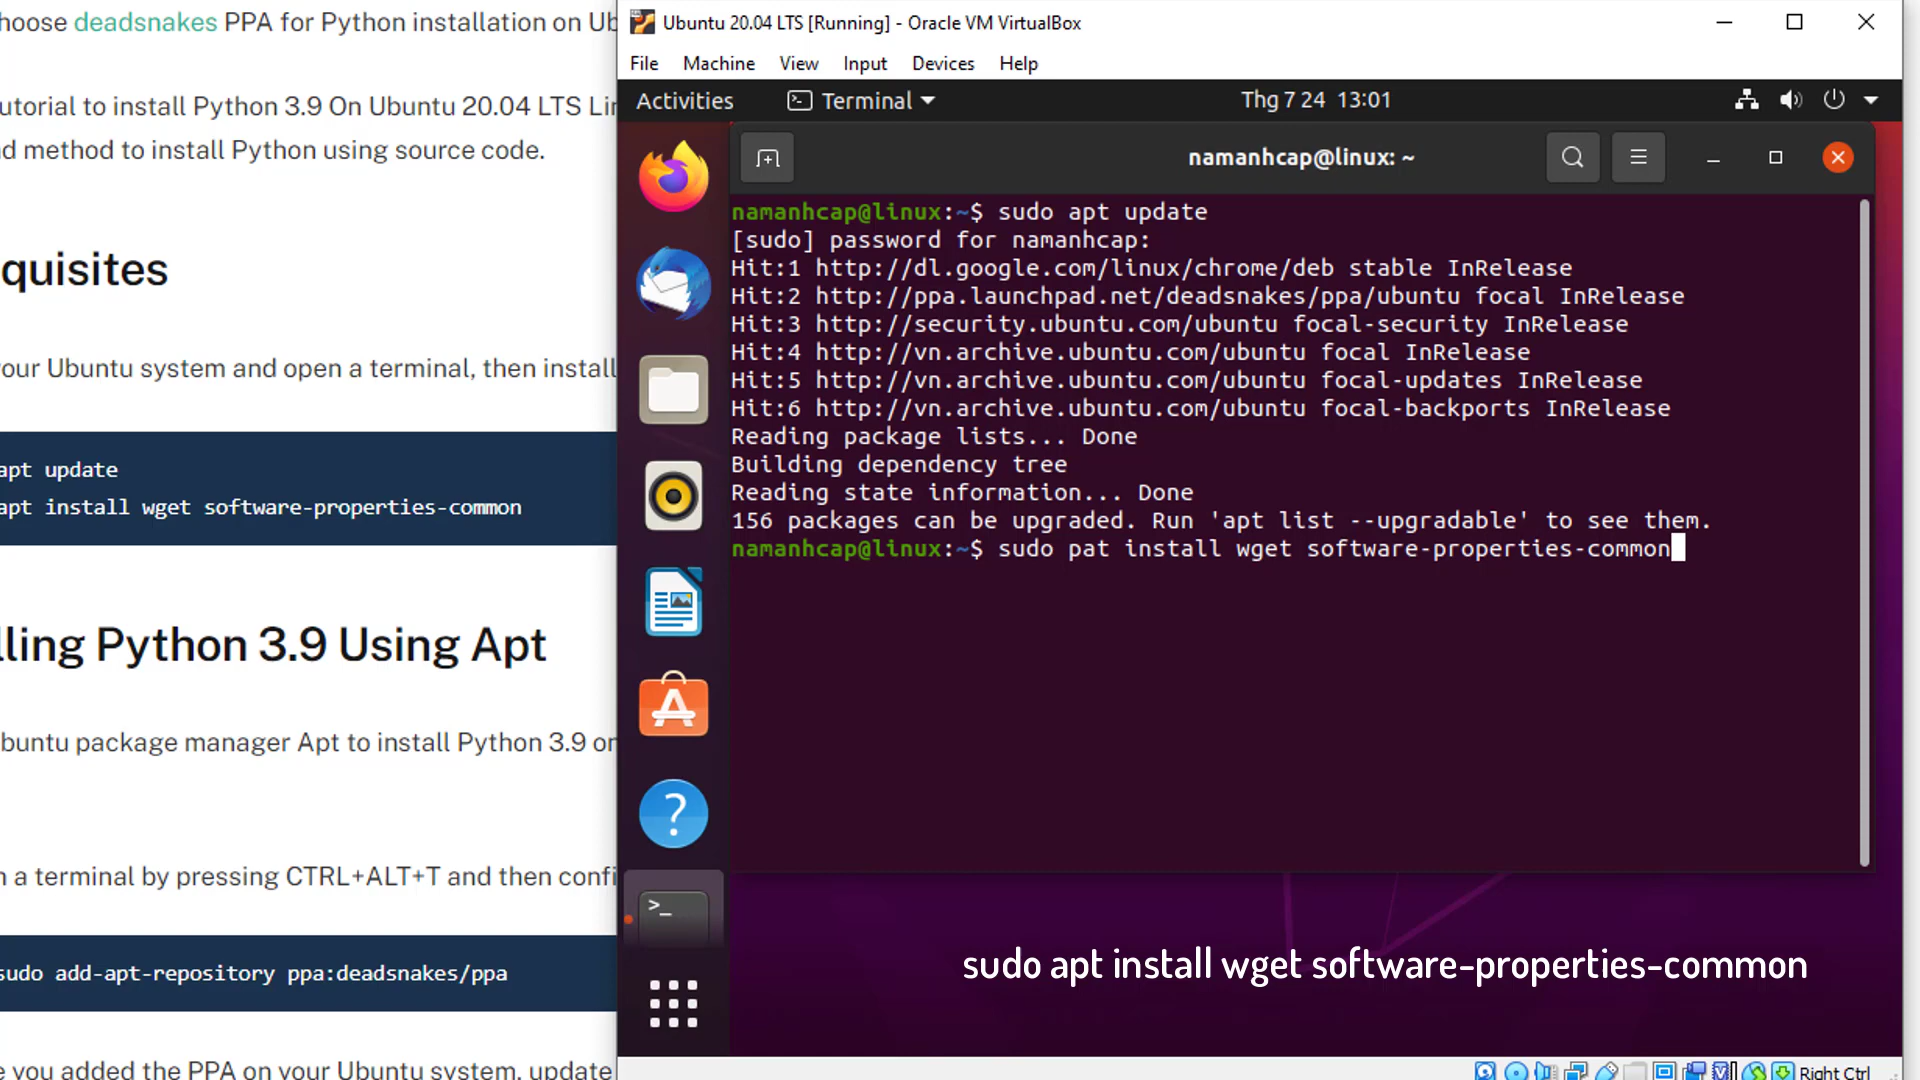 hoose deadsnakes PPA for Python installation on Ub
utorial to install Python 3.9 On Ubuntu 20.04 LTS Li
d method to install Python using source code.
quisites
our Ubuntu system and open a terminal, then install
apt update
apt install wget software-properties-common
lling Python 3.9 Using Apt
buntu package manager Apt to install Python 3.9 on
n a terminal by pressing CTRL+ALT+T and then confi
sudo add-apt-repository ppa:deadsnakes/ppa
e you added the PPA on your Ubuntu system, update
Ubuntu 20.04 LTS [Running] - Oracle VM VirtualBox
File Machine View Input Devices Help
Activities Terminal Thg 7 24 13:01
namanhcap@linux: ~
namanhcap@linux:~$ sudo apt update
[sudo] password for namanhcap:
Hit:1 http://dl.google.com/linux/chrome/deb stable InRelease
Hit:2 http://ppa.launchpad.net/deadsnakes/ppa/ubuntu focal InRelease
Hit:3 http://security.ubuntu.com/ubuntu focal-security InRelease
Hit:4 http://vn.archive.ubuntu.com/ubuntu focal InRelease
Hit:5 http://vn.archive.ubuntu.com/ubuntu focal-updates InRelease
Hit:6 http://vn.archive.ubuntu.com/ubuntu focal-backports InRelease
Reading package lists... Done
Building dependency tree
Reading state information... Done
156 packages can be upgraded. Run 'apt list --upgradable' to see them.
namanhcap@linux:~$ sudo pat install wget software-properties-common
sudo apt install wget software-properties-common
Right Ctrl